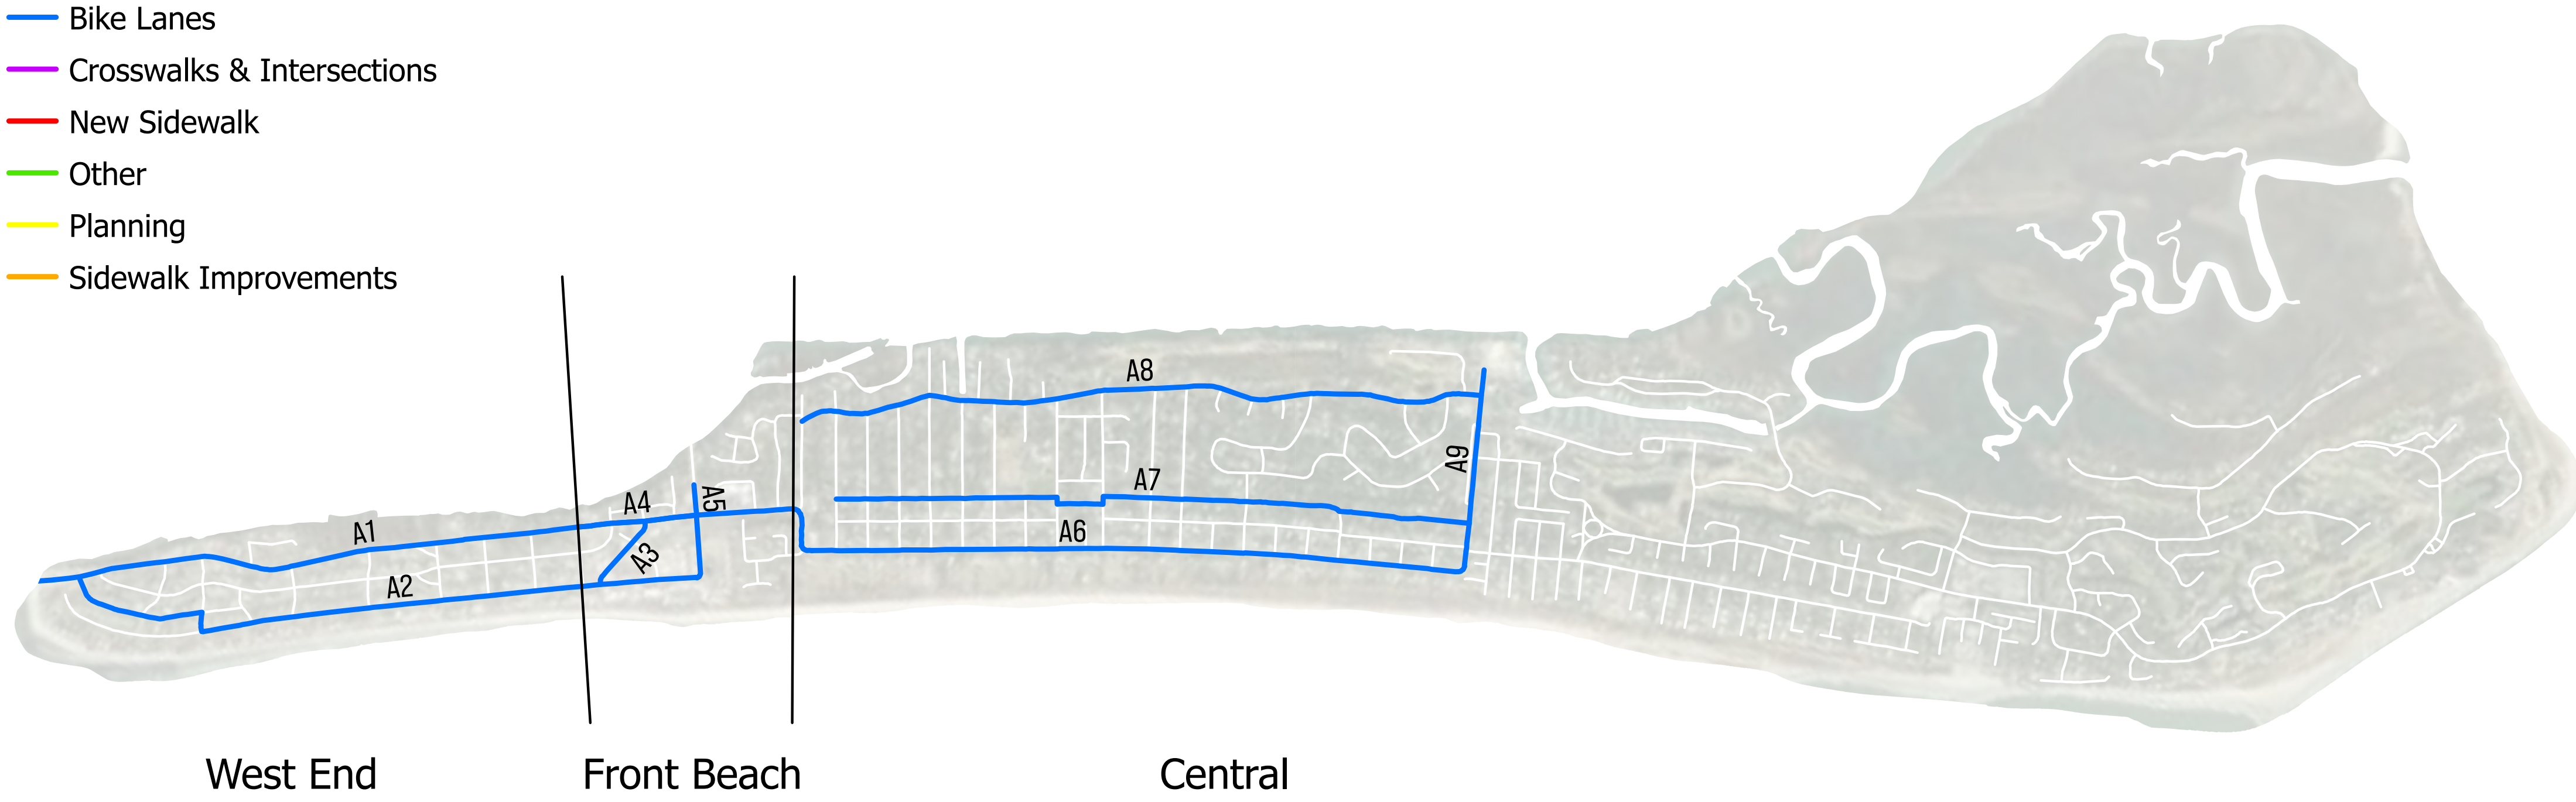 Bike Lanes
Crosswalks & Intersections
New Sidewalk
Other
Planning
Sidewalk Improvements
A8
A9
A7
A5
A4
A6
A1
A3
A2
West End
Front Beach
Central